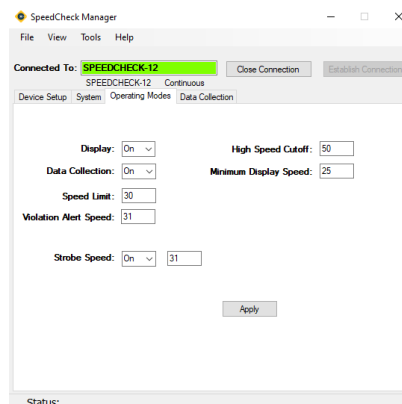 SpeedCheck Manager
File View Tools Help
Connected To: SPEEDCHECK-12 Close Connection Establish Connection
SPEEDCHECK-12 Continuous
Device Setup System Operating Modes Data Collection
Display: On High Speed Cutoff: 50
Data Collection: On Minimum Display Speed: 25
Speed Limit: 30
Violation Alert Speed: 31
Strobe Speed: On 31
Apply
Status: